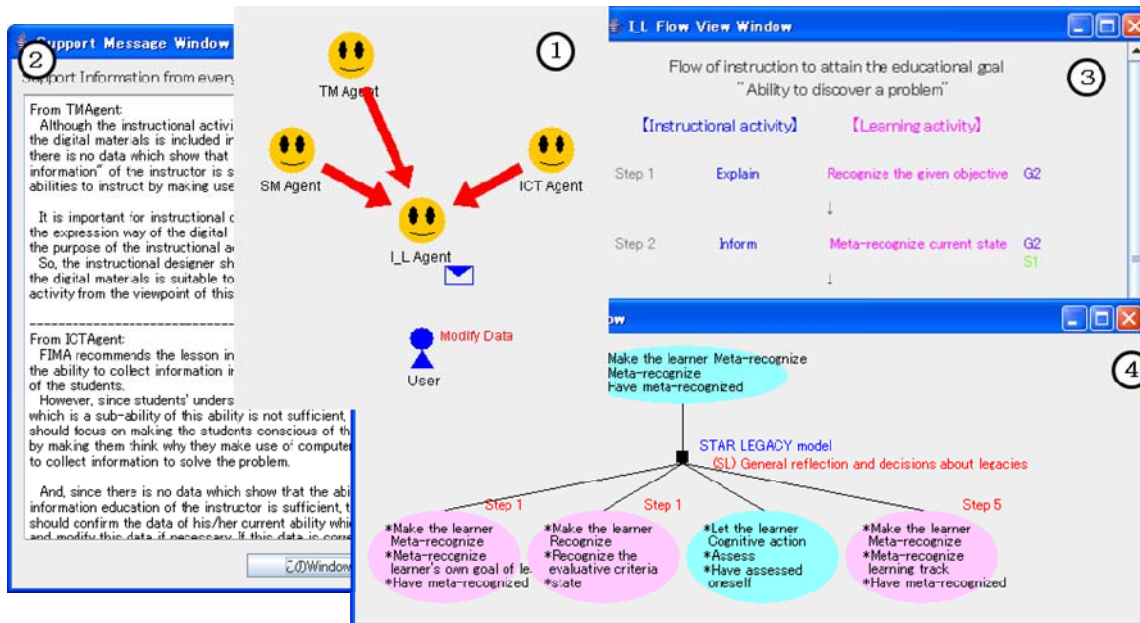 Support Message Window
②
Support Information from every
From TMAgent:
Although the instructional activi
the digital materials is included in
there is no data which show that
information" of the instructor is s
abilities to instruct by making use
It is important for instructional d
the expression way of the digital
the purpose of the instructional a
So, the instructional designer sh
the digital materials is suitable to
activity from the viewpoint of this
From ICTAgent:
FIMA recommends the lesson in
the ability to collect information i
of the students.
However, since students' unders
which is a sub-ability of this ability is not sufficient,
should focus on making the students conscious of th
by making them think why they make use of compute
to collect information to solve the problem.
And, since there is no data which show that the abi
information education of the instructor is sufficient, t
should confirm the data of his/her current ability whi
and modify this data if necessary. If this data is corre
このWindow
①
TM Agent
SM Agent
ICT Agent
I_L Agent
Modify Data
User
I_L Flow View Window
③
Flow of instruction to attain the educational goal
"Ability to discover a problem"
【Instructional activity】 【Learning activity】
Step 1 Explain Recognize the given objective G2
↓
Step 2 Inform Meta-recognize current state G2
S1
↓
ow
④
Make the learner Meta-recognize
Meta-recognize
Have meta-recognized
STAR LEGACY model
(SL) General reflection and decisions about legacies
Step 1
*Make the learner
Meta-recognize
*Meta-recognize
learner's own goal of le
*Have meta-recognized
Step 1
*Make the learner
Recognize
*Recognize the
evaluative criteria
*state
*Let the learner
Cognitive action
*Assess
*Have assessed
oneself
Step 5
*Make the learner
Meta-recognize
*Meta-recognize
learning track
*Have meta-recognized